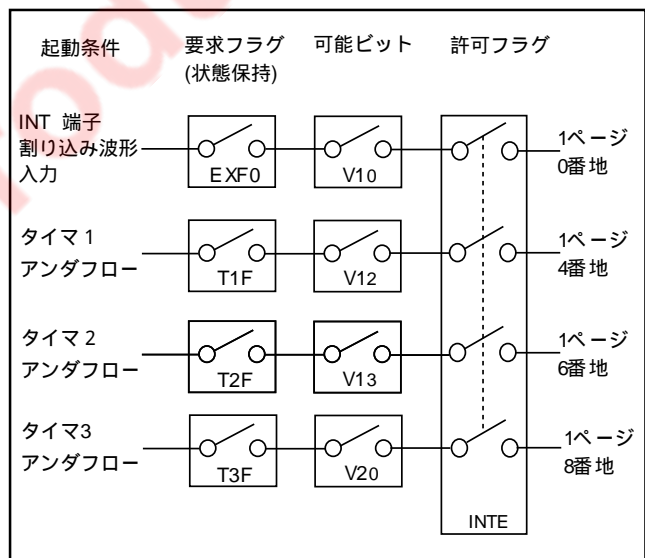 起動条件
要求フラグ
(状態保持)
可能ビット
許可フラグ
INT 端子
割り込み波形
入力
EXF0
V10
1ページ
0番地
タイマ1
アンダフロー
T1F
V12
1ページ
4番地
タイマ2
アンダフロー
T2F
V13
1ページ
6番地
タイマ3
アンダフロー
T3F
V20
1ページ
8番地
INTE